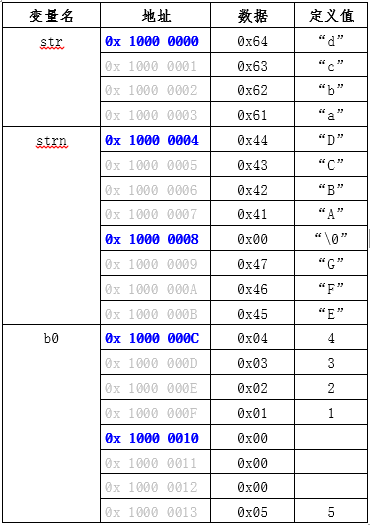 变量名 地址 数据 定义值
str 0x 1000 0000 0x64 “d”
0x 1000 0001 0x63 “c”
0x 1000 0002 0x62 “b”
0x 1000 0003 0x61 “a”
strn 0x 1000 0004 0x44 “D”
0x 1000 0005 0x43 “C”
0x 1000 0006 0x42 “B”
0x 1000 0007 0x41 “A”
0x 1000 0008 0x00 “\0”
0x 1000 0009 0x47 “G”
0x 1000 000A 0x46 “F”
0x 1000 000B 0x45 “E”
b0 0x 1000 000C 0x04 4
0x 1000 000D 0x03 3
0x 1000 000E 0x02 2
0x 1000 000F 0x01 1
0x 1000 0010 0x00
0x 1000 0011 0x00
0x 1000 0012 0x00
0x 1000 0013 0x05 5